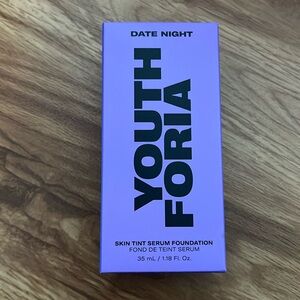 DATE NIGHT
YOUTH
FORIA
SKIN TINT SERUM FOUNDATION
FOND DE TEINT SERUM
35 mL / 1.18 Fl. Oz.